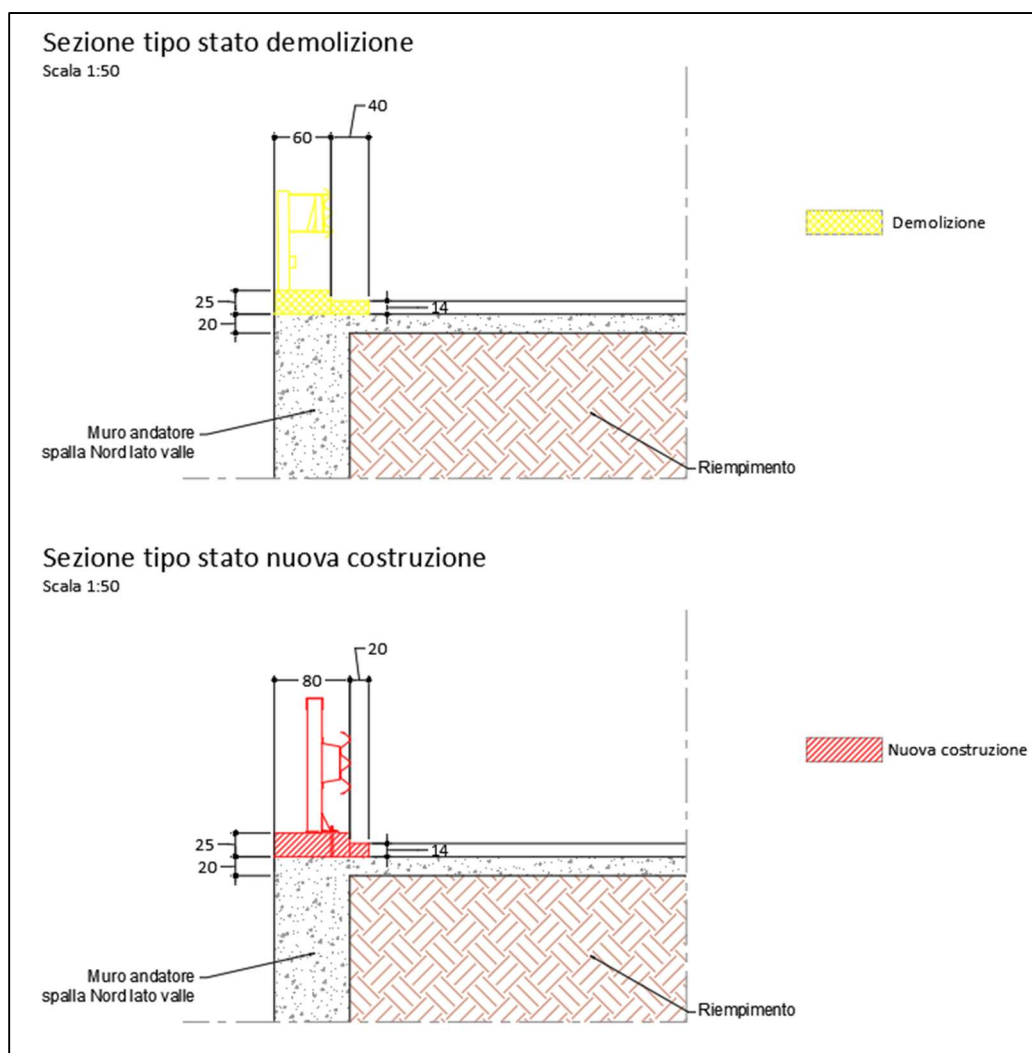 Sezione tipo stato demolizione
Scala 1:50
40
60
Demolizione
25
14
20
Muro andatore
spalla Nord lato valle
Riempimento
Sezione tipo stato nuova costruzione
Scala 1:50
20
80
Nuova costruzione
25
14
20
Muro andatore
spalla Nord lato valle
Riempimento